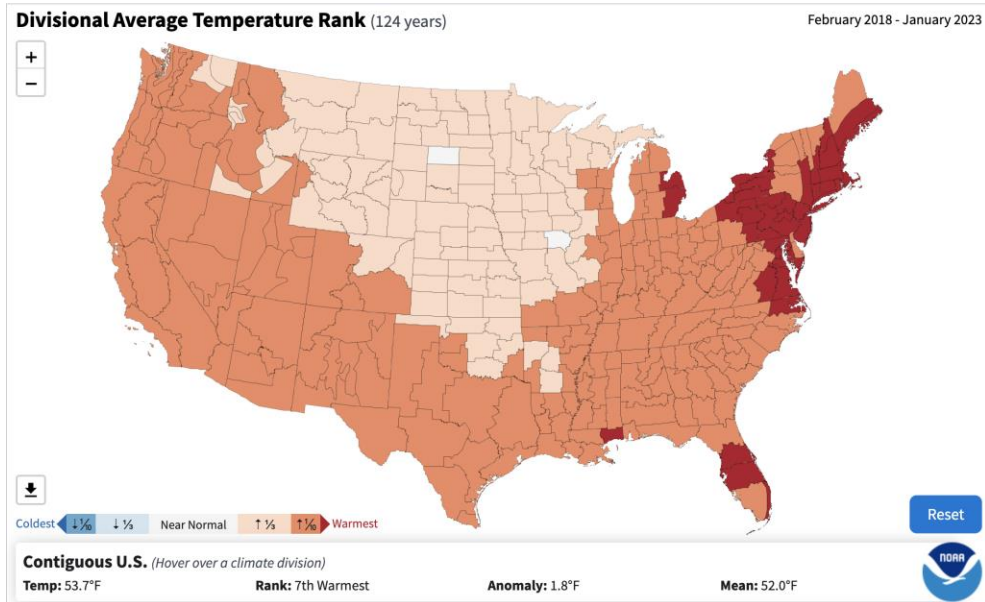 Divisional Average Temperature Rank (124 years)
February 2018 - January 2023
+
−
Coldest ↓⅒ ↓⅓ Near Normal ↑⅓ ↑⅒ Warmest
Reset
Contiguous U.S. (Hover over a climate division)
Temp: 53.7°F Rank: 7th Warmest Anomaly: 1.8°F Mean: 52.0°F
NOAA